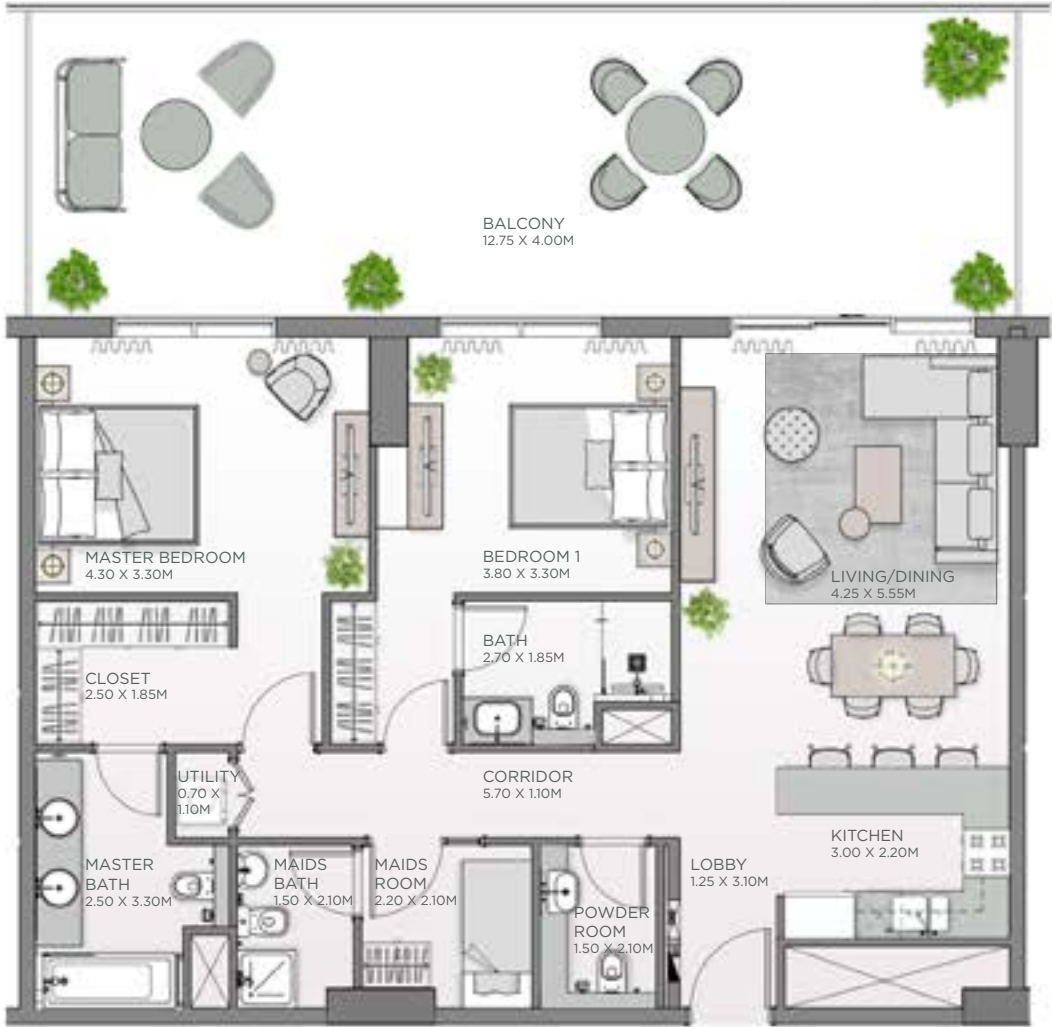 BALCONY
12.75 X 4.00M
MASTER BEDROOM
4.30 X 3.30M
BEDROOM 1
3.80 X 3.30M
LIVING/DINING
4.25 X 5.55M
BATH
2.70 X 1.85M
CLOSET
2.50 X 1.85M
UTILITY
0.70 X
1.10M
CORRIDOR
5.70 X 1.10M
KITCHEN
3.00 X 2.20M
MASTER
BATH
2.50 X 3.30M
MAIDS
BATH
1.50 X 2.10M
MAIDS
ROOM
2.20 X 2.10M
LOBBY
1.25 X 3.10M
POWDER
ROOM
1.50 X 2.10M